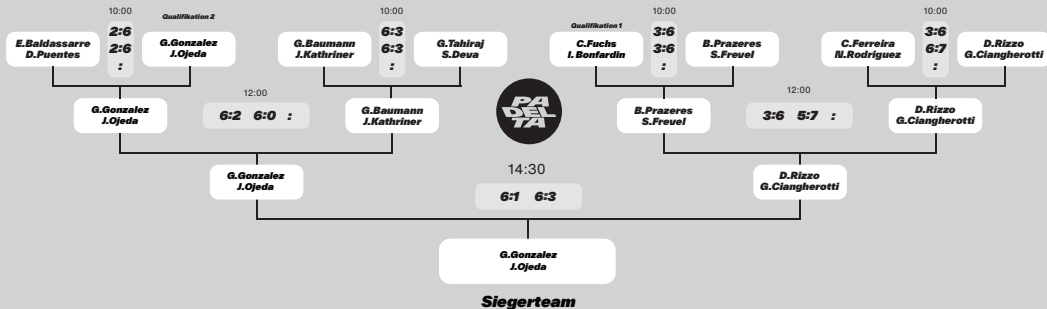 10:00
Qualifikation 2
10:00
10:00
10:00
Qualifikation 1
E.Baldassarre
D.Puentes
2:6
2:6
:
G.Gonzalez
J.Ojeda
G.Baumann
J.Kathriner
6:3
6:3
:
G.Tahiraj
S.Deva
C.Fuchs
I.Bonfardin
3:6
3:6
:
B.Prazeres
S.Freuel
C.Ferreira
N.Rodriguez
3:6
6:7
:
D.Rizzo
G.Ciangherotti
G.Gonzalez
J.Ojeda
12:00
6:2 6:0 :
G.Baumann
J.Kathriner
PA
DEL
TA
B.Prazeres
S.Freuel
12:00
3:6 5:7 :
D.Rizzo
G.Ciangherotti
G.Gonzalez
J.Ojeda
14:30
6:1 6:3
D.Rizzo
G.Ciangherotti
G.Gonzalez
J.Ojeda
Siegerteam